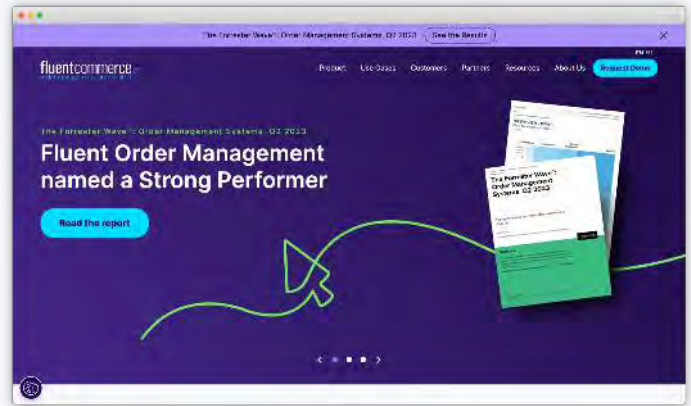 The Forrester Wave™: Order Management Systems, Q2 2023 See the Results
fluentcommerce
Product Use Cases Customers Partners Resources About Us Request Demo
The Forrester Wave™: Order Management Systems, Q2 2023
Fluent Order Management
named a Strong Performer
Read the report
The Forrester Wave™:
Order Management
Systems, Q2 2023